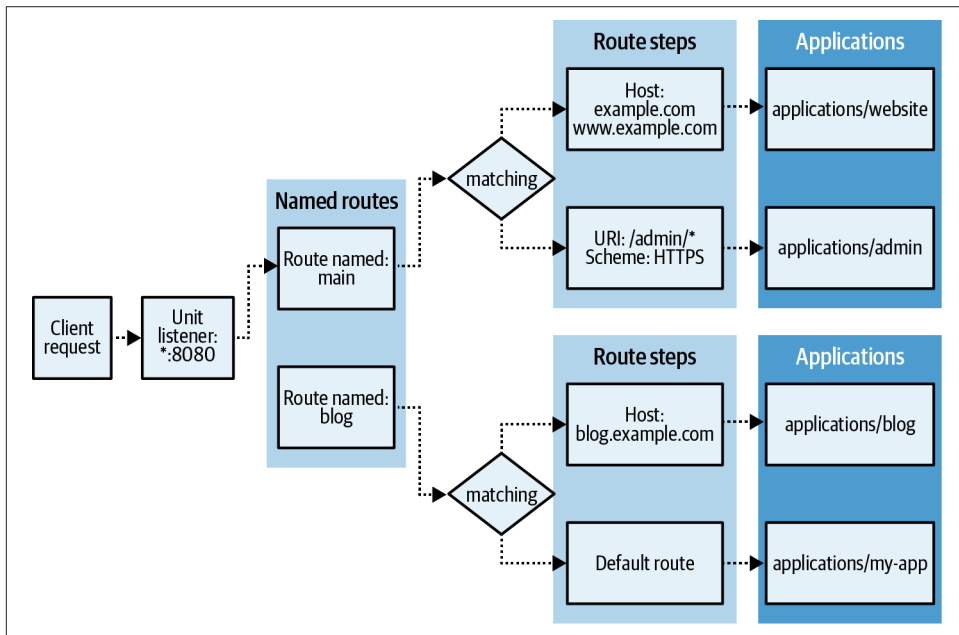 Client
request
Unit
listener:
*:8080
Named routes
Route named:
main
Route named:
blog
matching
Route steps
Host:
example.com
www.example.com
URI: /admin/*
Scheme: HTTPS
Applications
applications/website
applications/admin
matching
Route steps
Host:
blog.example.com
Default route
Applications
applications/blog
applications/my-app